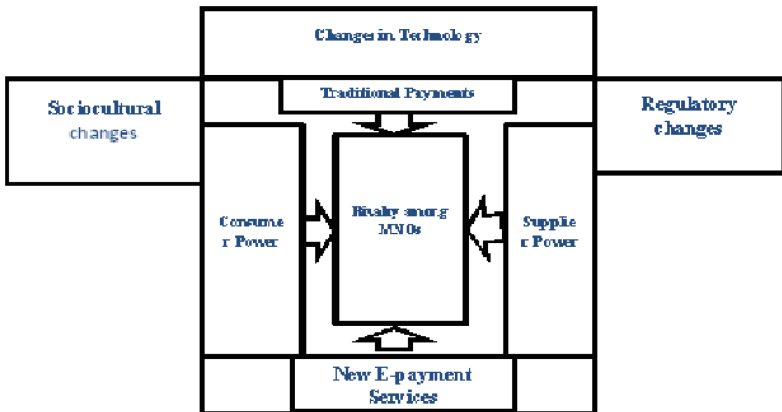 Changes in Technology
Traditional Payments
Sociocultural
changes
Regulatory
changes
Consume
r Power
Rivalry among
MNOs
Supplie
r Power
New E-payment
Services